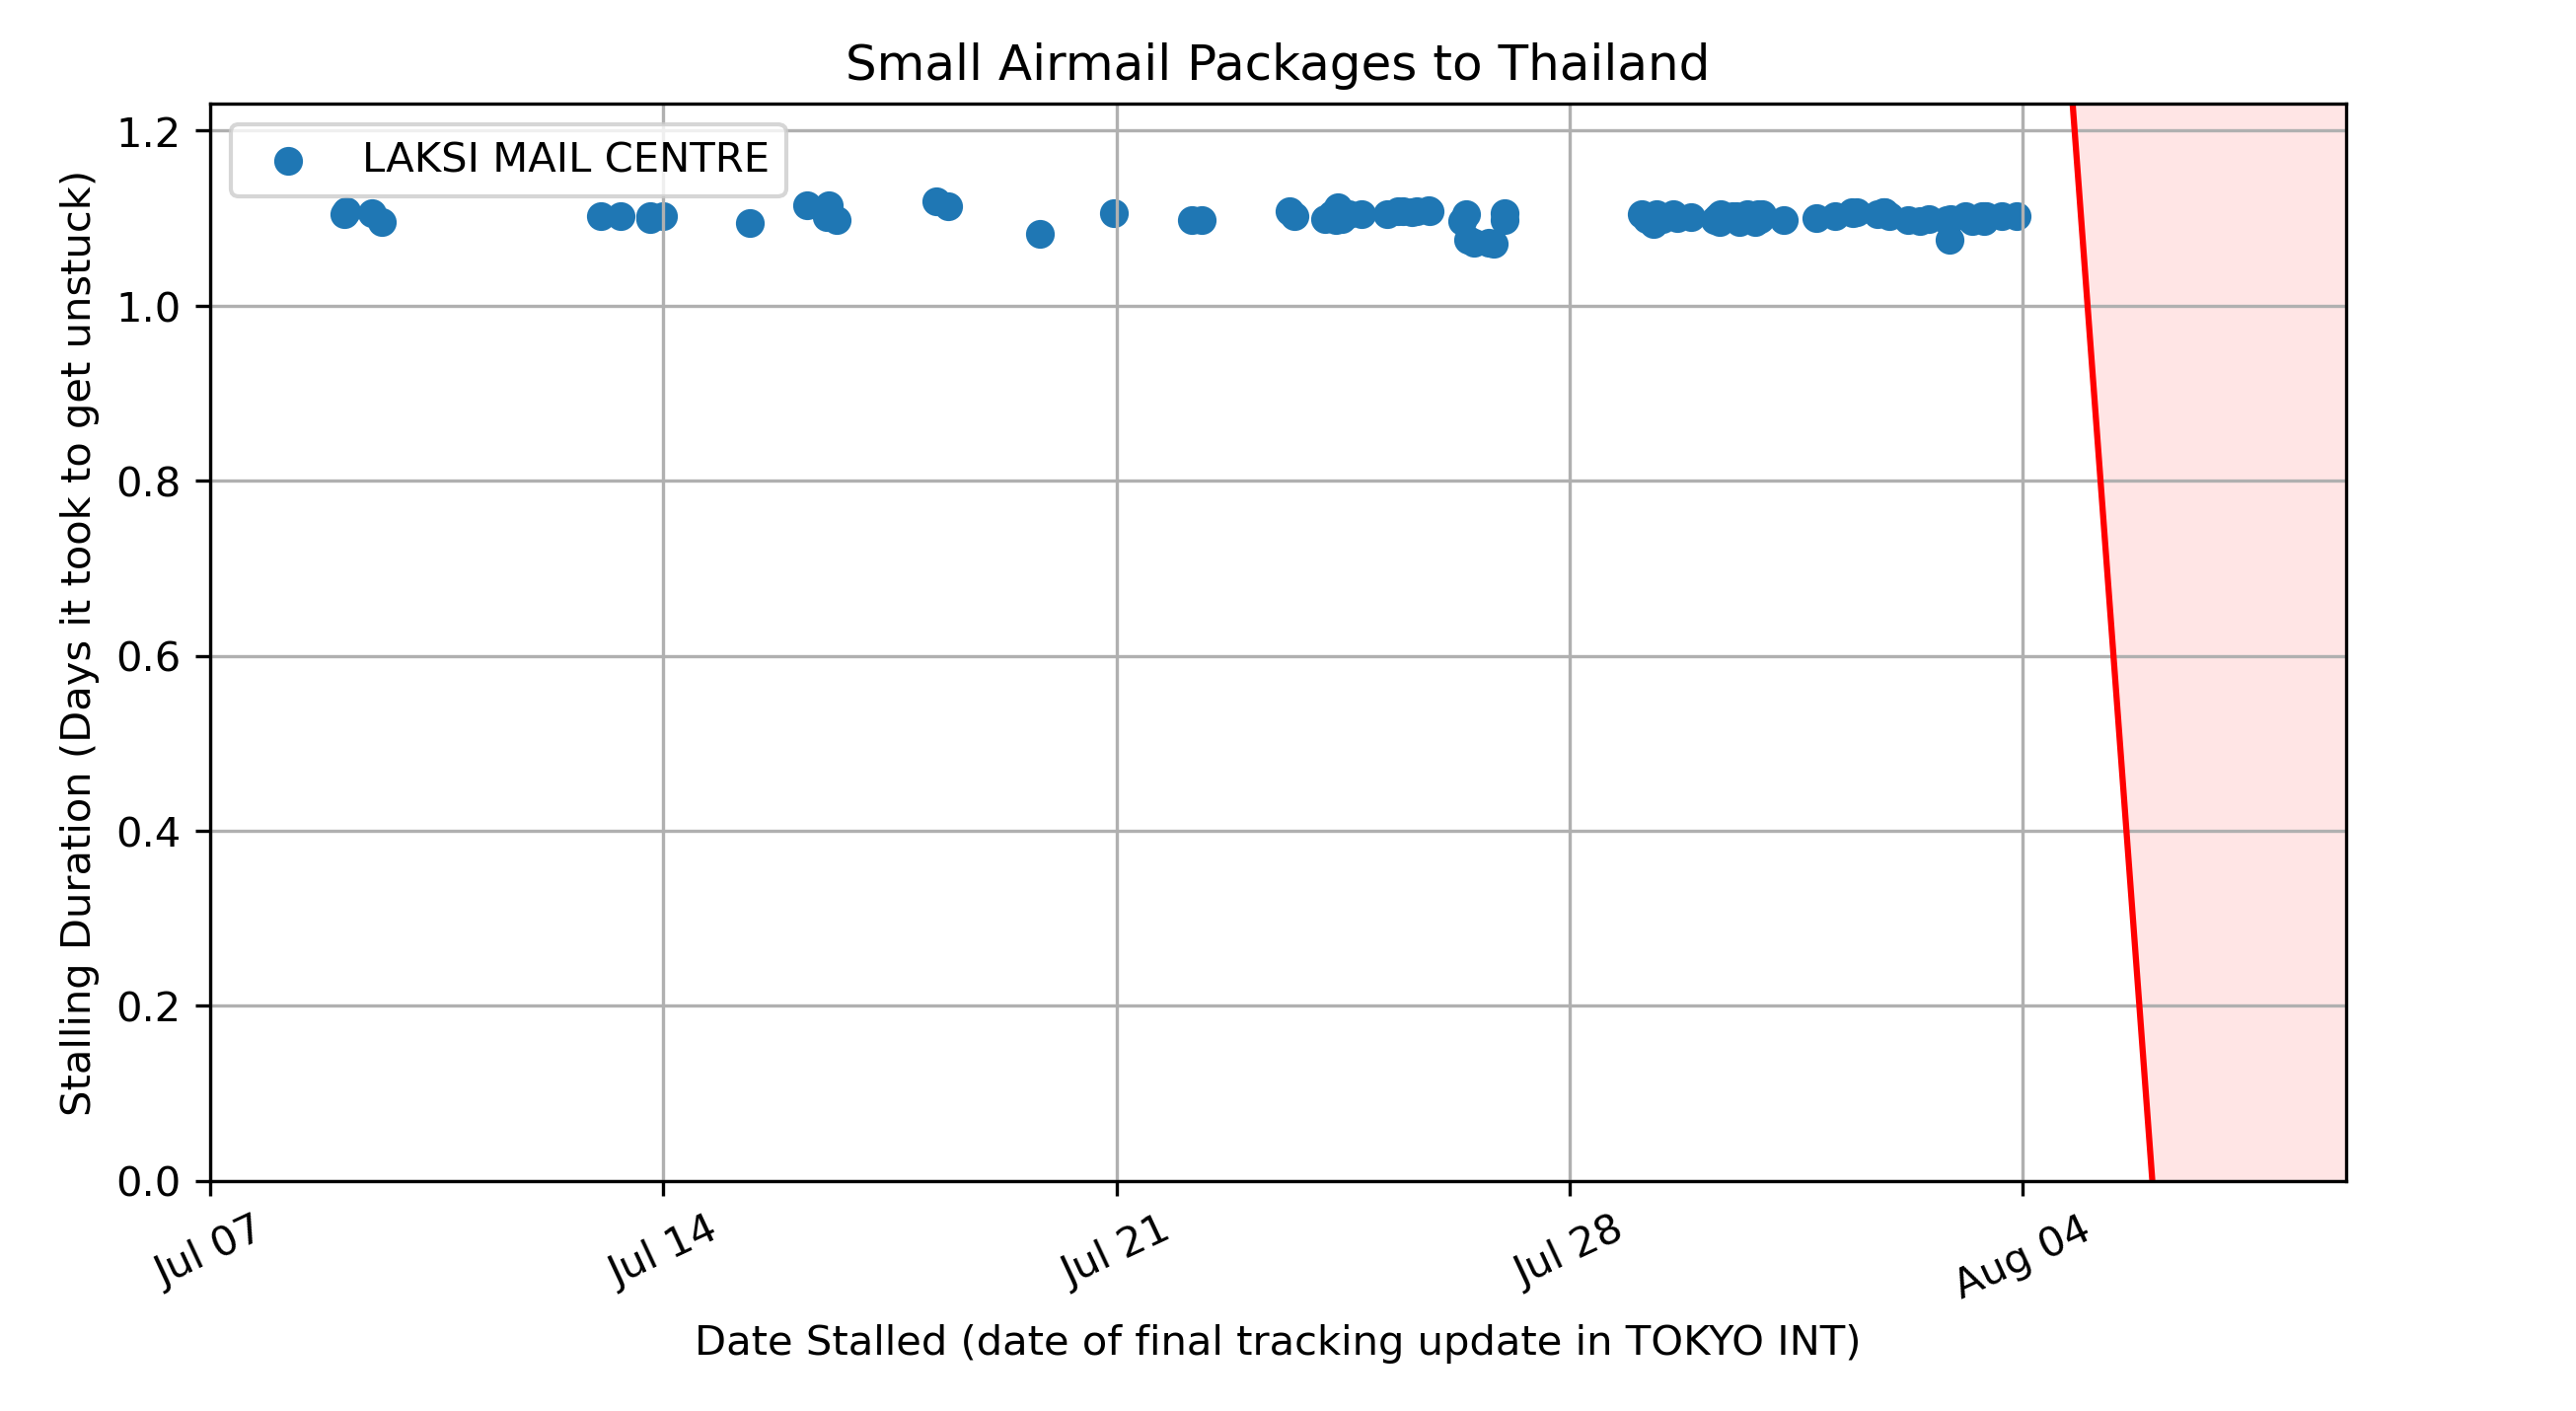 Small Airmail Packages to Thailand
LAKSI MAIL CENTRE
Stalling Duration (Days it took to get unstuck)
1.2
1.0
0.8
0.6
0.4
0.2
0.0
Jul 07
Jul 14
Jul 21
Jul 28
Aug 04
Date Stalled (date of final tracking update in TOKYO INT)